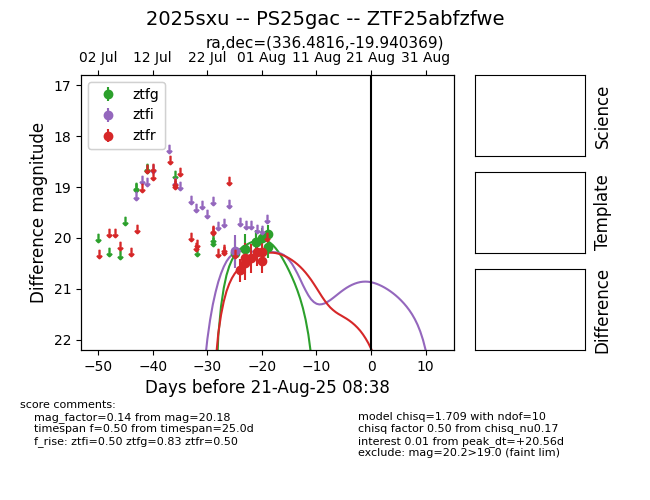 2025sxu -- PS25gac -- ZTF25abfzfwe
ra,dec=(336.4816,-19.940369)
02 Jul 12 Jul 22 Jul 01 Aug 11 Aug 21 Aug 31 Aug
ztfg
ztfi
ztfr
17
18
19
20
21
22
Difference magnitude
−50 −40 −30 −20 −10 0 10
Days before 21-Aug-25 08:38
Science
Template
Difference
score comments:
mag_factor=0.14 from mag=20.18
timespan f=0.50 from timespan=25.0d
f_rise: ztfi=0.50 ztfg=0.83 ztfr=0.50
model chisq=1.709 with ndof=10
chisq factor 0.50 from chisq_nu0.17
interest 0.01 from peak_dt=+20.56d
exclude: mag=20.2>19.0 (faint lim)